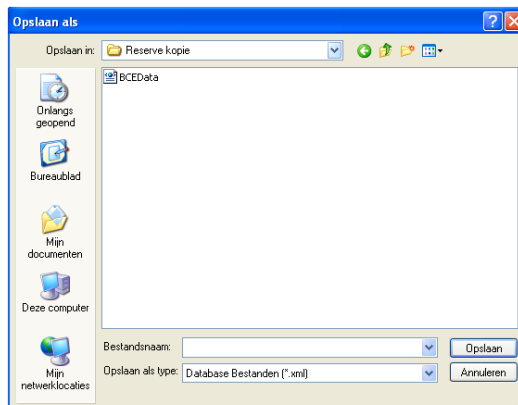 Opslaan als
Opslaan in:
Reserve kopie
BCEData
Onlangs
geopend
Bureaublad
Mijn
documenten
Deze computer
Mijn
netwerklocaties
Bestandsnaam:
Opslaan
Opslaan als type:
Database Bestanden (*.xml)
Annuleren